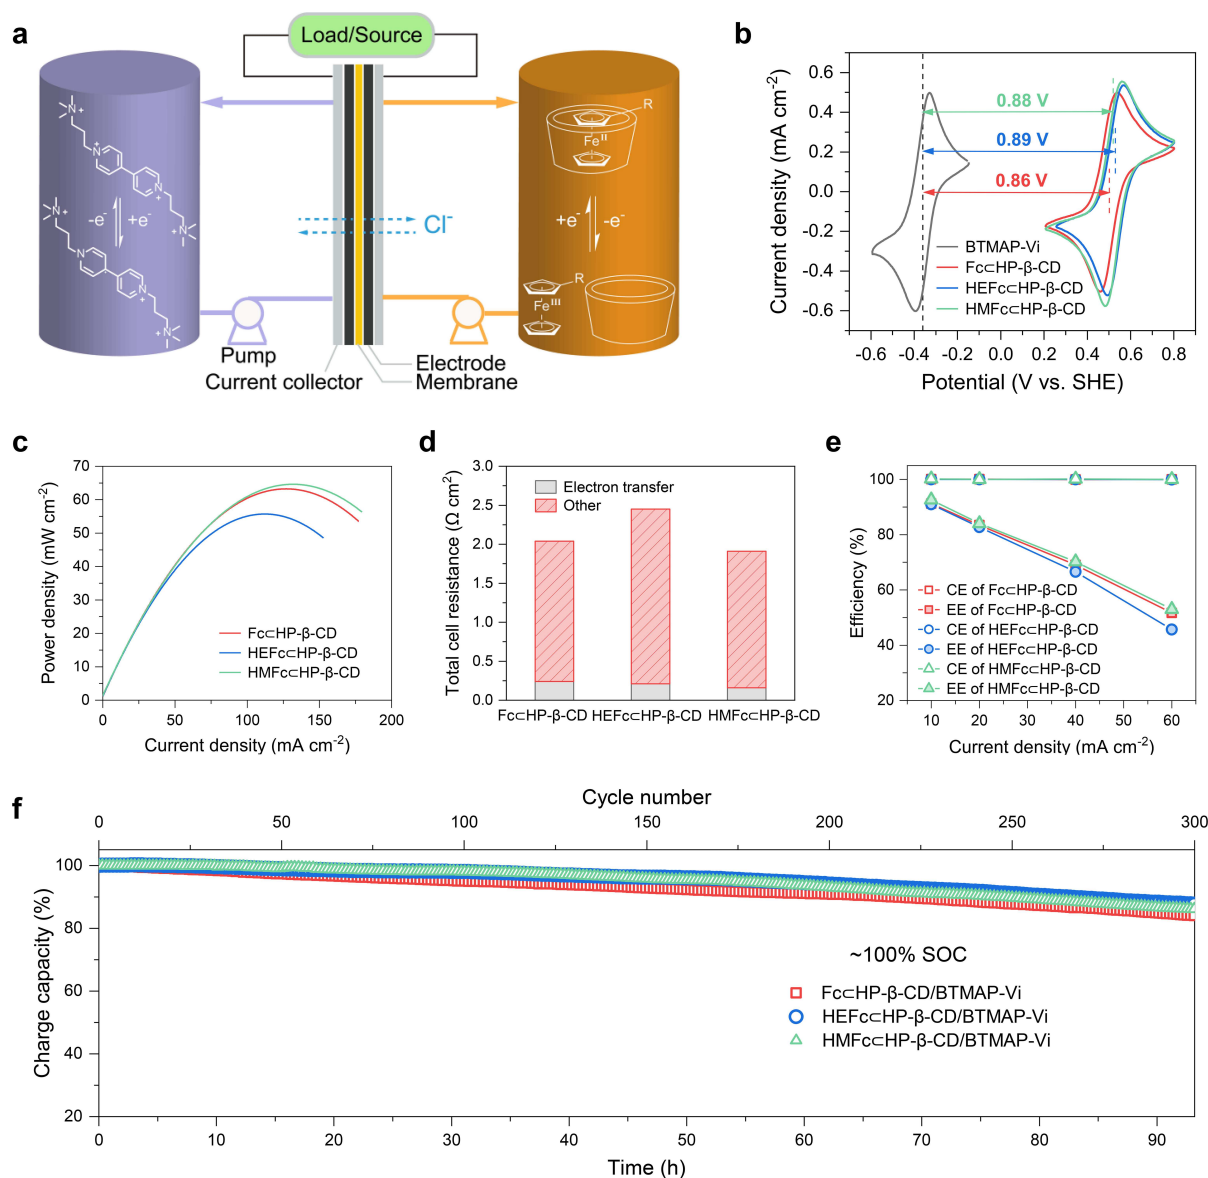 a
Load/Source
R
Fe^II
N^+
N^+
N^+
N^+
-e^- +e^-
+e^- -e^-
Cl^-
N^+
N^+
N^+
N^+
R
Fe^III
Pump
Current collector
Electrode
Membrane
b
Current density (mA cm^-2)
0.6
0.4
0.2
0.0
-0.2
-0.4
-0.6
0.88 V
0.89 V
0.86 V
BTMAP-Vi
Fc⊂HP-β-CD
HEFc⊂HP-β-CD
HMFc⊂HP-β-CD
-0.6 -0.4 -0.2 0.0 0.2 0.4 0.6 0.8
Potential (V vs. SHE)
c
Power density (mW cm^-2)
70
60
50
40
30
20
10
0
Fc⊂HP-β-CD
HEFc⊂HP-β-CD
HMFc⊂HP-β-CD
0 50 100 150 200
Current density (mA cm^-2)
d
Total cell resistance (Ω cm^2)
3.0
2.5
2.0
1.5
1.0
0.5
0.0
Electron transfer
Other
Fc⊂HP-β-CD HEFc⊂HP-β-CD HMFc⊂HP-β-CD
e
Efficiency (%)
100
80
60
40
20
CE of Fc⊂HP-β-CD
EE of Fc⊂HP-β-CD
CE of HEFc⊂HP-β-CD
EE of HEFc⊂HP-β-CD
CE of HMFc⊂HP-β-CD
EE of HMFc⊂HP-β-CD
10 20 30 40 50 60
Current density (mA cm^-2)
f
Cycle number
0 50 100 150 200 250 300
Charge capacity (%)
100
80
60
40
20
~100% SOC
Fc⊂HP-β-CD/BTMAP-Vi
HEFc⊂HP-β-CD/BTMAP-Vi
HMFc⊂HP-β-CD/BTMAP-Vi
0 10 20 30 40 50 60 70 80 90
Time (h)